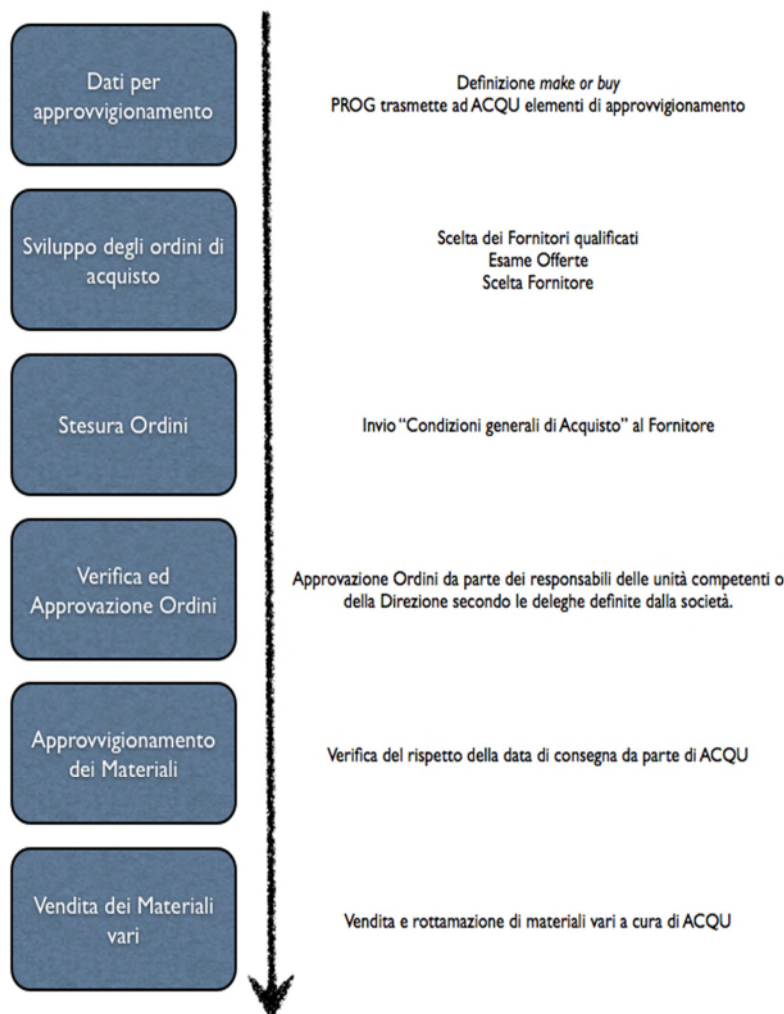 Dati per
approvvigionamento
Definizione make or buy
PROG trasmette ad ACQU elementi di approvvigionamento
Sviluppo degli ordini di
acquisto
Scelta dei Fornitori qualificati
Esame Offerte
Scelta Fornitore
Stesura Ordini
Invio “Condizioni generali di Acquisto” al Fornitore
Verifica ed
Approvazione Ordini
Approvazione Ordini da parte dei responsabili delle unità competenti o
della Direzione secondo le deleghe definite dalla società.
Approvvigionamento
dei Materiali
Verifica del rispetto della data di consegna da parte di ACQU
Vendita dei Materiali
vari
Vendita e rottamazione di materiali vari a cura di ACQU